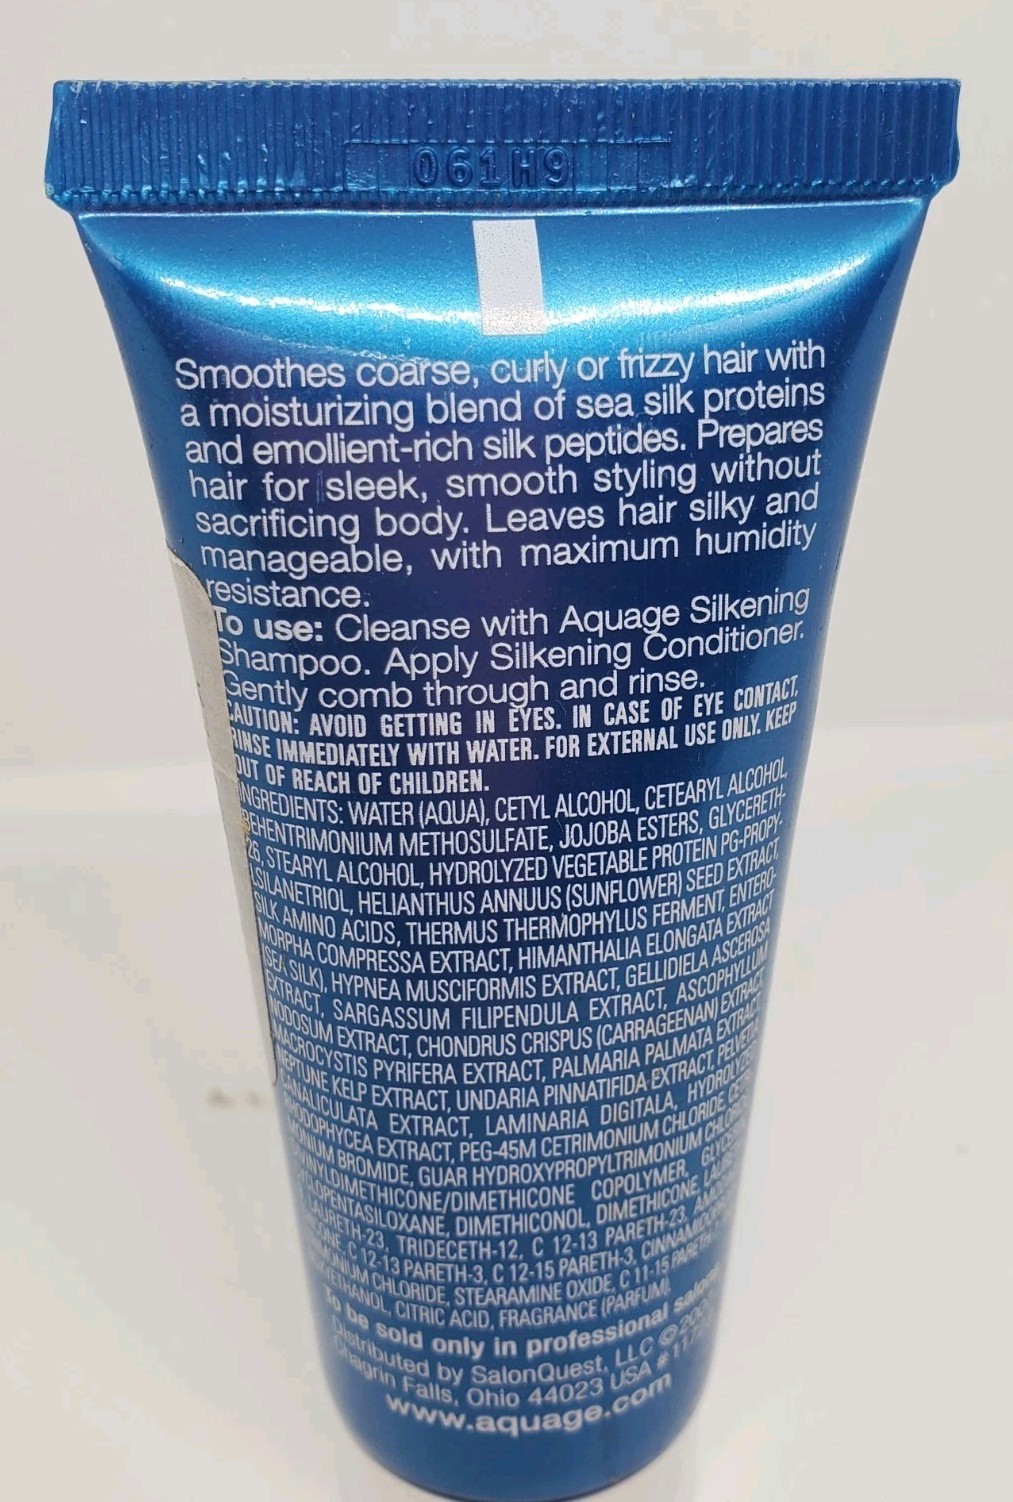 061H9
Smoothes coarse, curly or frizzy hair with
a moisturizing blend of sea silk proteins
and emollient-rich silk peptides. Prepares
hair for sleek, smooth styling without
sacrificing body. Leaves hair silky and
manageable, with maximum humidity
resistance.
To use: Cleanse with Aquage Silkening
Shampoo. Apply Silkening Conditioner.
Gently comb through and rinse.
CAUTION: AVOID GETTING IN EYES. IN CASE OF EYE CONTACT,
RINSE IMMEDIATELY WITH WATER. FOR EXTERNAL USE ONLY. KEEP
OUT OF REACH OF CHILDREN.
INGREDIENTS: WATER (AQUA), CETYL ALCOHOL, CETEARYL ALCOHOL,
BEHENTRIMONIUM METHOSULFATE, JOJOBA ESTERS, GLYCERETH-
26, STEARYL ALCOHOL, HYDROLYZED VEGETABLE PROTEIN PG-PROPY-
LSILANETRIOL, HELIANTHUS ANNUUS (SUNFLOWER) SEED EXTRACT,
SILK AMINO ACIDS, THERMUS THERMOPHYLUS FERMENT, ENTERO-
MORPHA COMPRESSA EXTRACT, HIMANTHALIA ELONGATA EXTRACT
(SEA SILK), HYPNEA MUSCIFORMIS EXTRACT, GELLIDIELA ASCEROSA
EXTRACT, SARGASSUM FILIPENDULA EXTRACT, ASCOPHYLLUM
NODOSUM EXTRACT, CHONDRUS CRISPUS (CARRAGEENAN) EXTRACT,
MACROCYSTIS PYRIFERA EXTRACT, PALMARIA PALMATA EXTRACT,
NEPTUNE KELP EXTRACT, UNDARIA PINNATIFIDA EXTRACT, PELVETIA
CANALICULATA EXTRACT, LAMINARIA DIGITALA, HYDROLYZED
RHODOPHYCEA EXTRACT, PEG-45M CETRIMONIUM CHLORIDE,
BROMIDE, GUAR HYDROXYPROPYLTRIMONIUM
DIVINYLDIMETHICONE/DIMETHICONE COPOLYMER,
CYCLOPENTASILOXANE, DIMETHICONOL, DIMETHICONE,
LAURETH-23, TRIDECETH-12, C 12-13 PARETH-23,
C 12-13 PARETH-3, C 12-15 PARETH-3,
CHLORIDE, STEARAMINE OXIDE, C 11-15
CITRIC ACID, FRAGRANCE (PARFUM).
To be sold only in professional salons
Distributed by SalonQuest, LLC ©
Chagrin Falls, Ohio 44023 USA
www.aquage.com